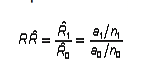 RR̂ = R̂₁ / R̂₀ = (a₁/n₁) / (a₀/n₀)